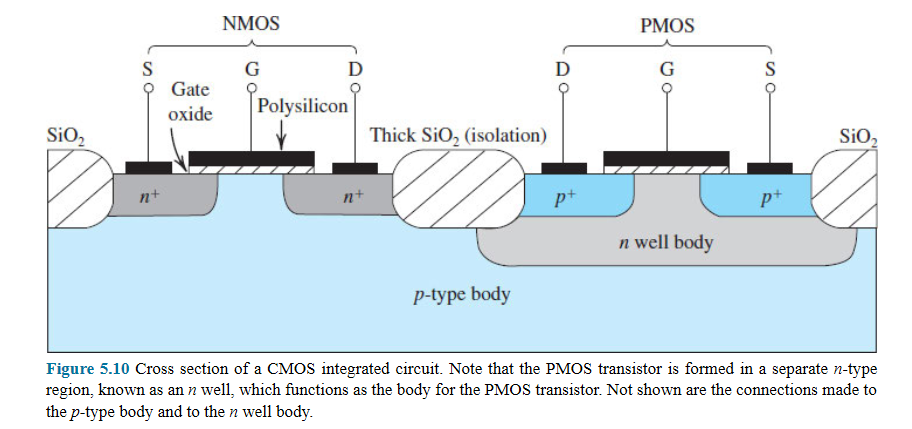 NMOS
PMOS
S
G
D
D
G
S
Gate
oxide
Polysilicon
SiO₂
Thick SiO₂ (isolation)
SiO₂
n+
n+
p+
p+
n well body
p-type body
Figure 5.10 Cross section of a CMOS integrated circuit. Note that the PMOS transistor is formed in a separate n-type
region, known as an n well, which functions as the body for the PMOS transistor. Not shown are the connections made to
the p-type body and to the n well body.